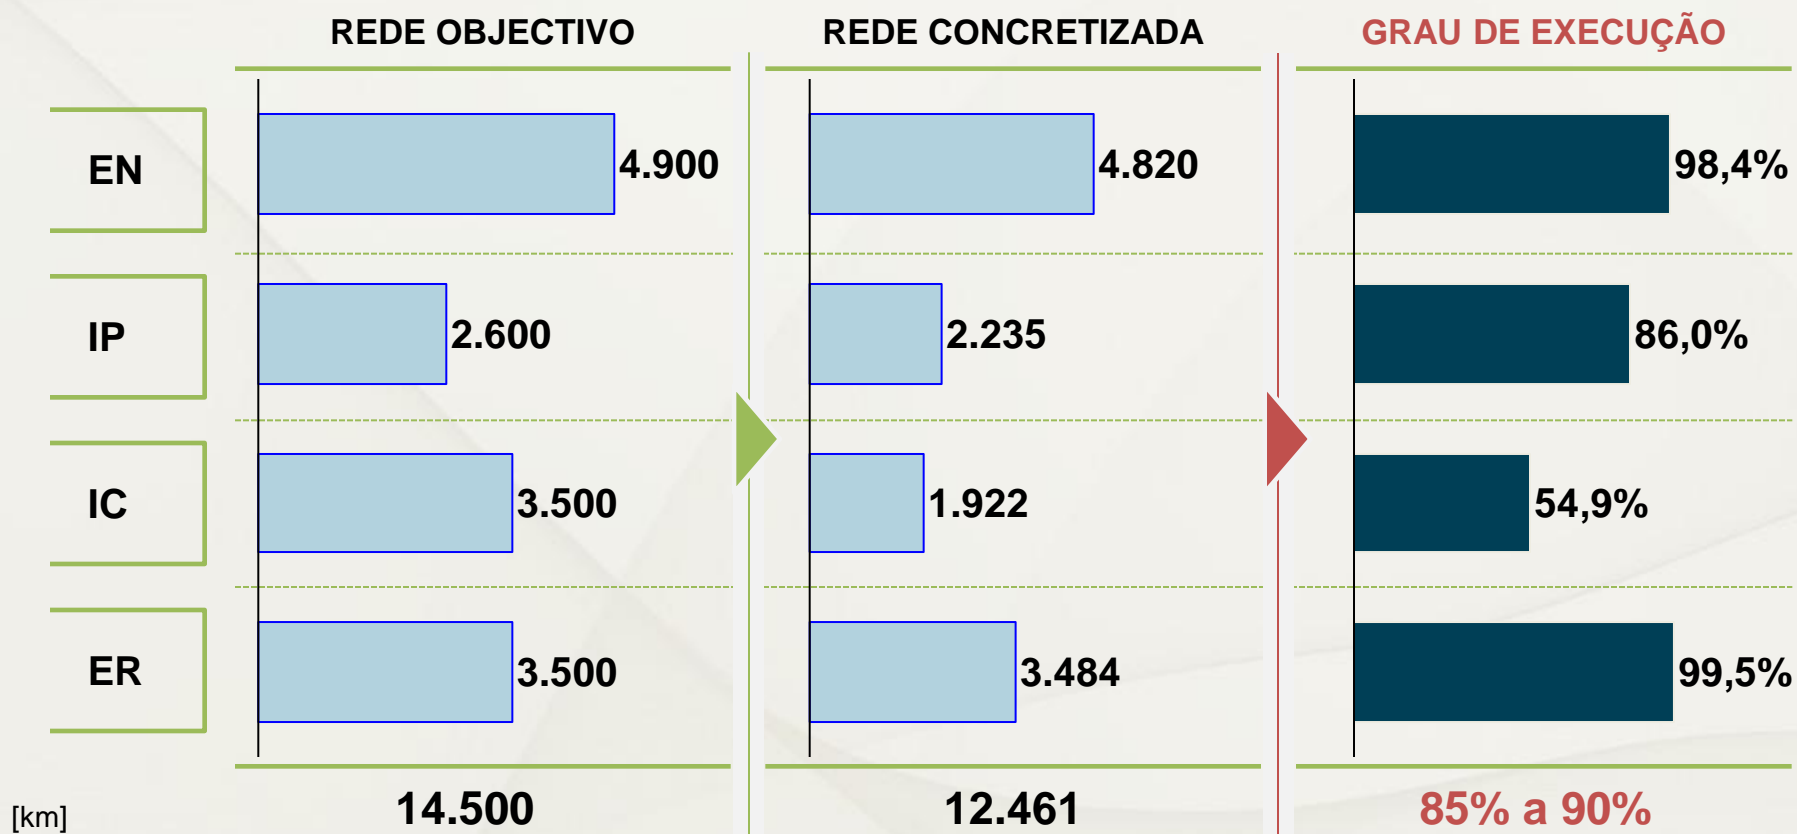 REDE OBJECTIVO REDE CONCRETIZADA GRAU DE EXECUÇÃO
EN 4.900 4.820 98,4%
IP 2.600 2.235 86,0%
IC 3.500 1.922 54,9%
ER 3.500 3.484 99,5%
[km] 14.500 12.461 85% a 90%